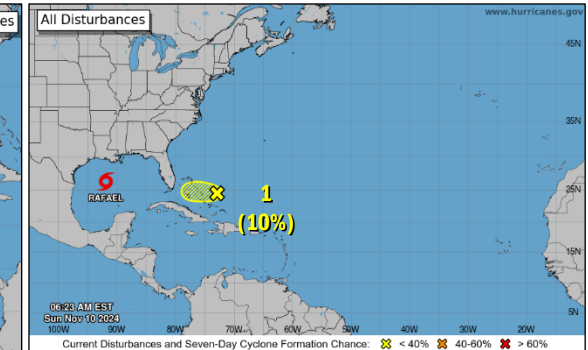 es
All Disturbances
www.hurricanes.gov
45N
35N
RAFAEL
25N
1
(10%)
15N
06:23 AM EST
Sun Nov 10 2024
5N
100W 90W 80W 70W 60W 50W 40W 30W 20W
Current Disturbances and Seven-Day Cyclone Formation Chance: < 40% 40-60% > 60%